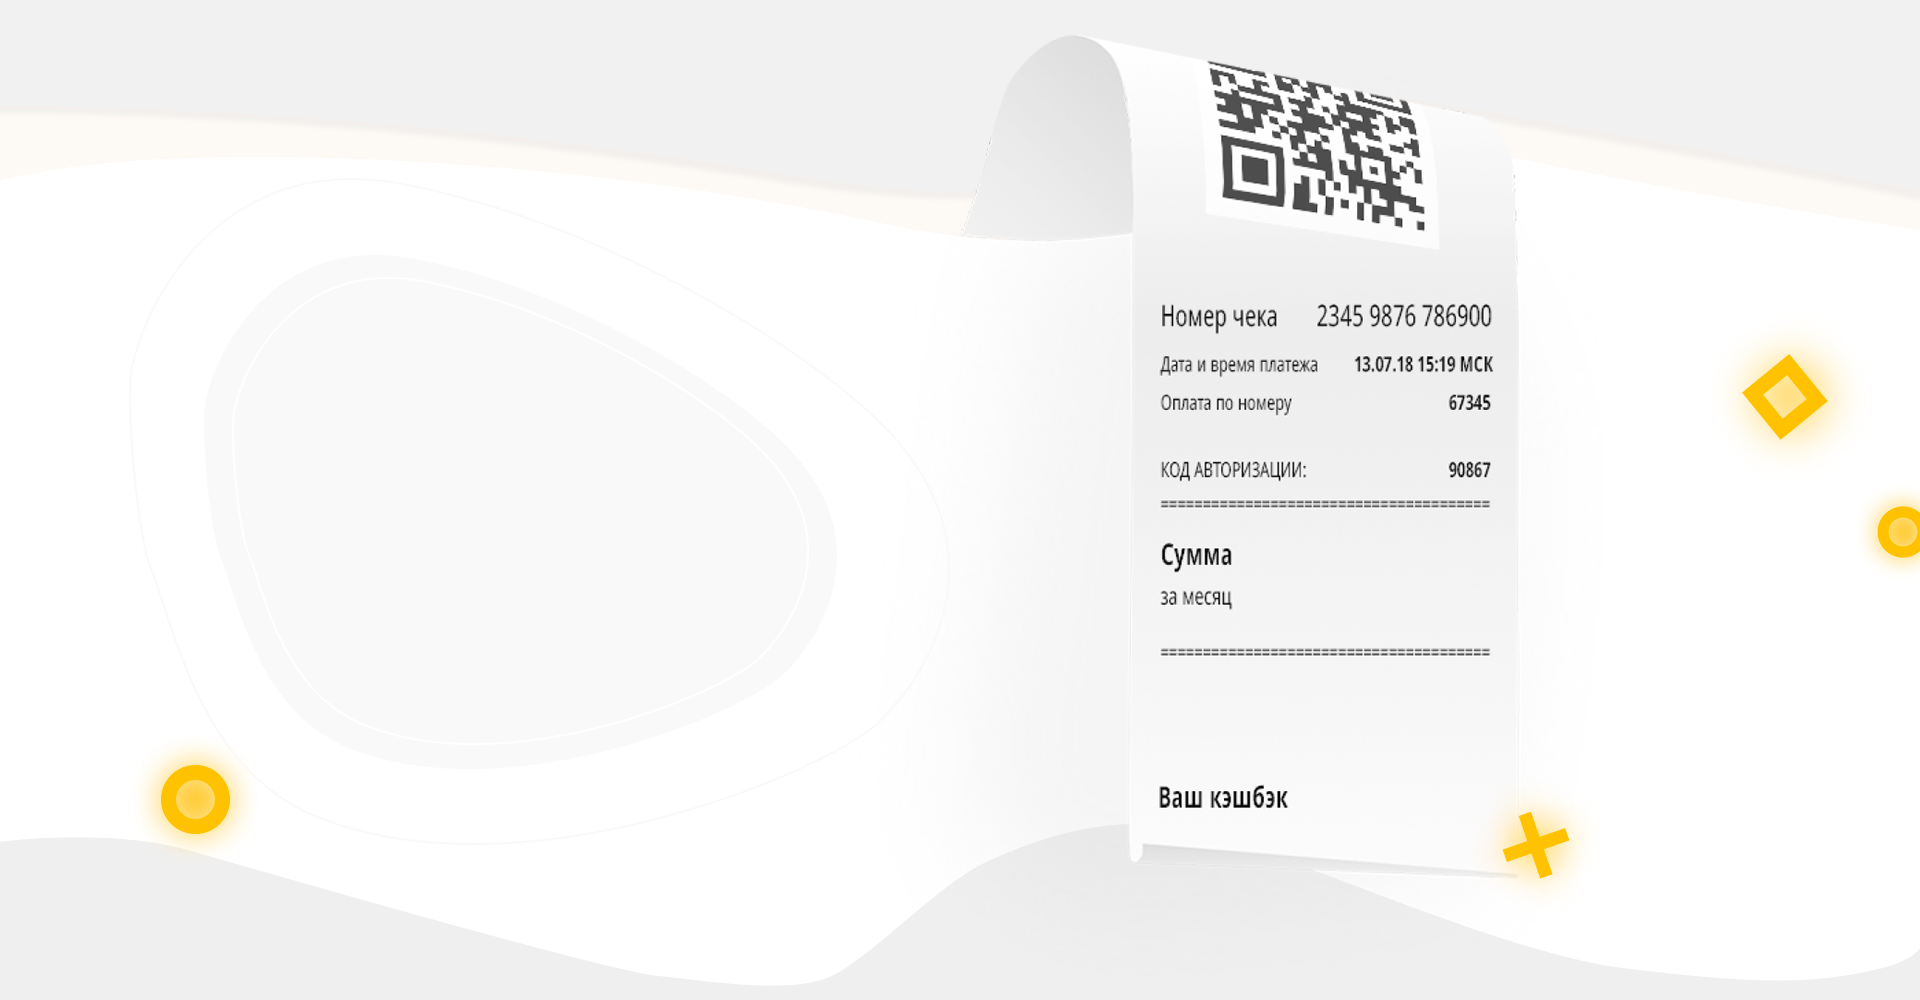 Номер чека 2345 9876 786900
Дата и время платежа 13.07.18 15:19 МСК
Оплата по номеру 67345
КОД АВТОРИЗАЦИИ: 90867
=======================================
Сумма
за месяц
=======================================
Ваш кэшбэк